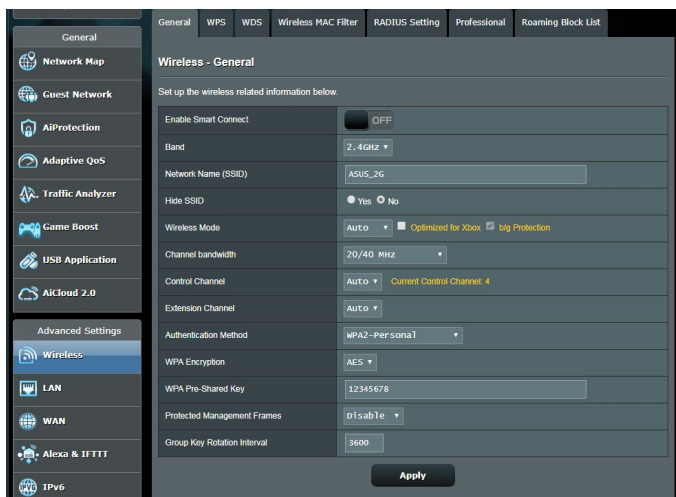 General
Network Map
Guest Network
AiProtection
Adaptive QoS
Traffic Analyzer
Game Boost
USB Application
AiCloud 2.0
Advanced Settings
Wireless
LAN
WAN
Alexa & IFTTT
IPv6
General WPS WDS Wireless MAC Filter RADIUS Setting Professional Roaming Block List
Wireless - General
Set up the wireless related information below.
Enable Smart Connect OFF
Band 2.4GHz
Network Name (SSID) ASUS_2G
Hide SSID Yes No
Wireless Mode Auto Optimized for Xbox b/g Protection
Channel bandwidth 20/40 MHz
Control Channel Auto Current Control Channel: 4
Extension Channel Auto
Authentication Method WPA2-Personal
WPA Encryption AES
WPA Pre-Shared Key 12345678
Protected Management Frames Disable
Group Key Rotation Interval 3600
Apply